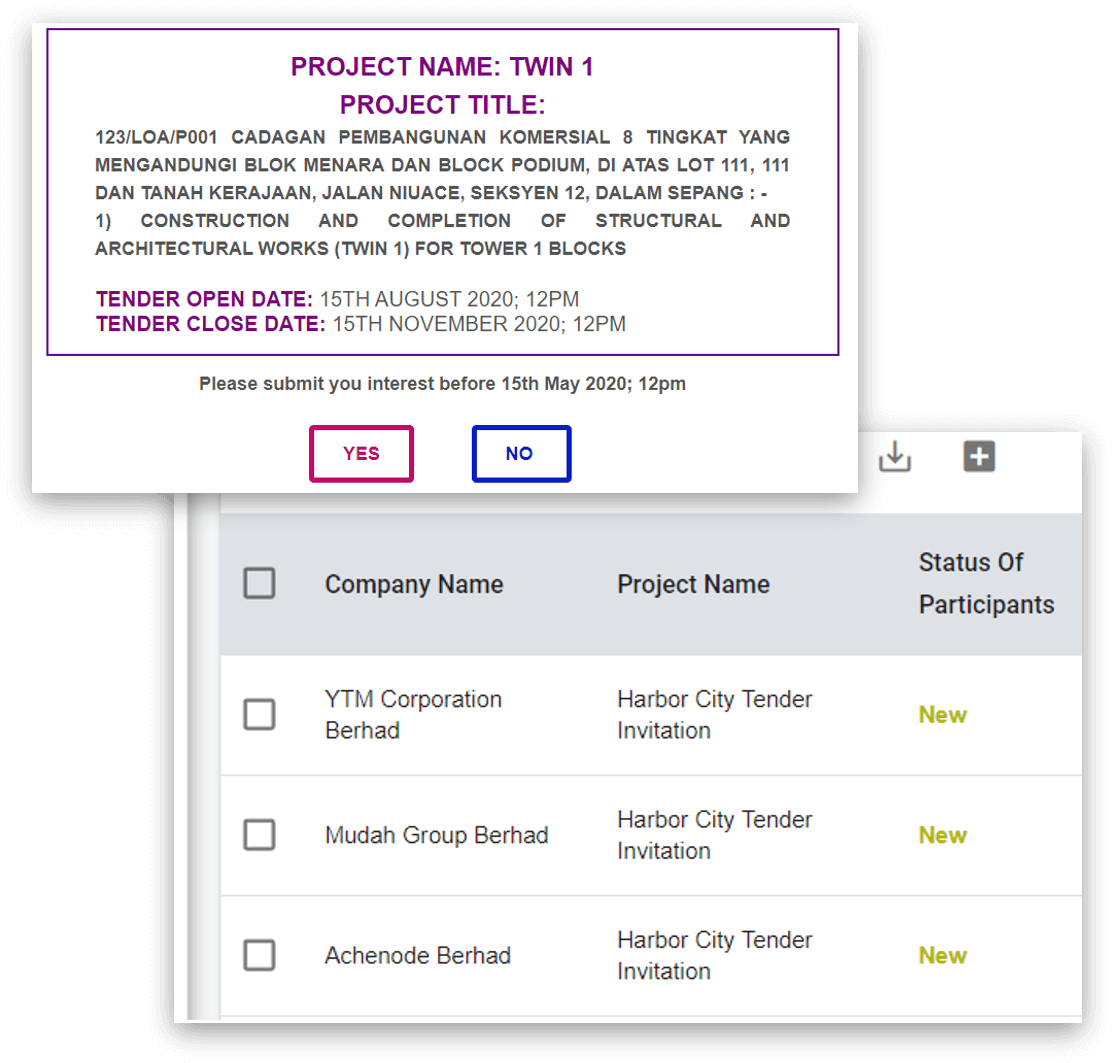 PROJECT NAME: TWIN 1
PROJECT TITLE:
123/LOA/P001 CADAGAN PEMBANGUNAN KOMERSIAL 8 TINGKAT YANG
MENGANDUNGI BLOK MENARA DAN BLOCK PODIUM, DI ATAS LOT 111, 111
DAN TANAH KERAJAAN, JALAN NIUACE, SEKSYEN 12, DALAM SEPANG : -
1) CONSTRUCTION AND COMPLETION OF STRUCTURAL AND
ARCHITECTURAL WORKS (TWIN 1) FOR TOWER 1 BLOCKS
TENDER OPEN DATE: 15TH AUGUST 2020; 12PM
TENDER CLOSE DATE: 15TH NOVEMBER 2020; 12PM
Please submit you interest before 15th May 2020; 12pm
YES NO
Company Name Project Name Status Of
Participants
YTM Corporation Harbor City Tender New
Berhad Invitation
Mudah Group Berhad Harbor City Tender New
Invitation
Achenode Berhad Harbor City Tender New
Invitation